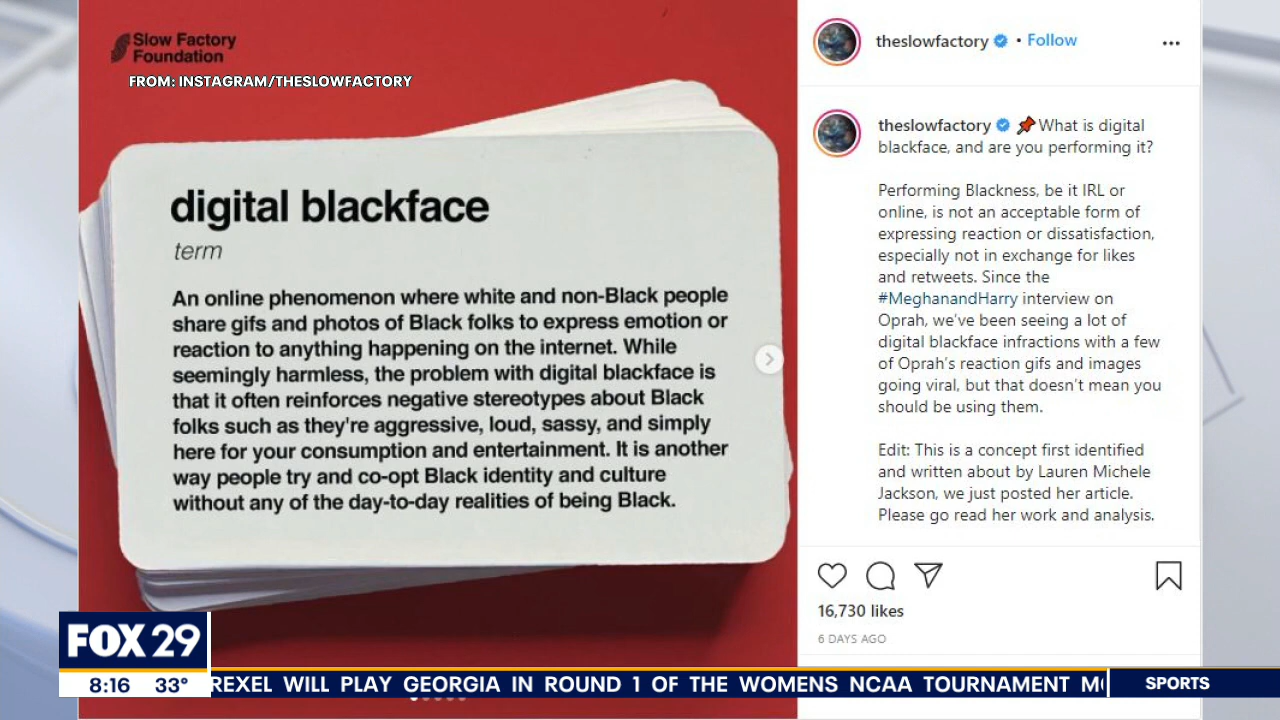 Slow Factory
Foundation
FROM: INSTAGRAM/THESLOWFACTORY
digital blackface
term
An online phenomenon where white and non-Black people
share gifs and photos of Black folks to express emotion or
reaction to anything happening on the internet. While
seemingly harmless, the problem with digital blackface is
that it often reinforces negative stereotypes about Black
folks such as they're aggressive, loud, sassy, and simply
here for your consumption and entertainment. It is another
way people try and co-opt Black identity and culture
without any of the day-to-day realities of being Black.
theslowfactory • Follow
theslowfactory 📌 What is digital
blackface, and are you performing it?
Performing Blackness, be it IRL or
online, is not an acceptable form of
expressing reaction or dissatisfaction,
especially not in exchange for likes
and retweets. Since the
#MeghanandHarry interview on
Oprah, we've been seeing a lot of
digital blackface infractions with a few
of Oprah's reaction gifs and images
going viral, but that doesn't mean you
should be using them.
Edit: This is a concept first identified
and written about by Lauren Michele
Jackson, we just posted her article.
Please go read her work and analysis.
16,730 likes
6 DAYS AGO
FOX 29
8:16 33°
REXEL WILL PLAY GEORGIA IN ROUND 1 OF THE WOMENS NCAA TOURNAMENT
SPORTS